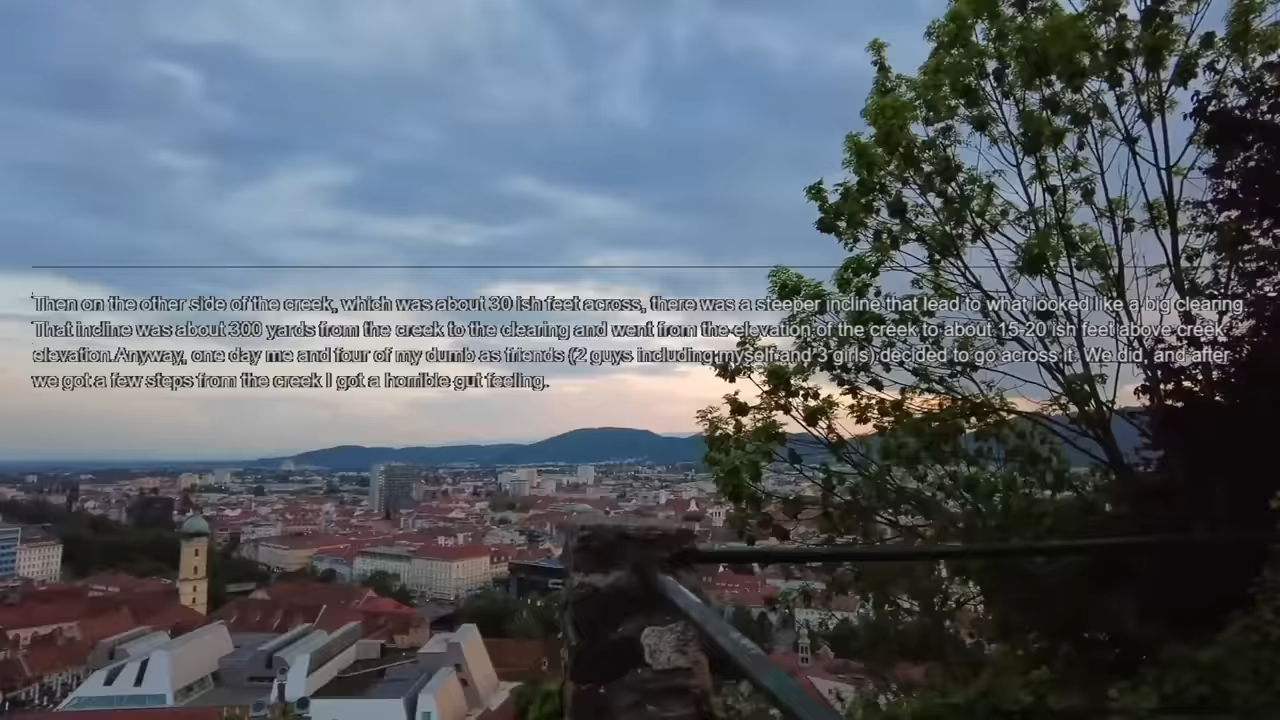 Then on the other side of the creek, which was about 30 ish feet across, there was a steeper incline that lead to what looked like a big clearing.
That incline was about 300 yards from the creek to the clearing and went from the elevation of the creek to about 15-20 ish feet above creek
elevation.Anyway, one day me and four of my dumb as friends (2 guys including myself and 3 girls) decided to go across it. We did, and after
we got a few steps from the creek I got a horrible gut feeling.